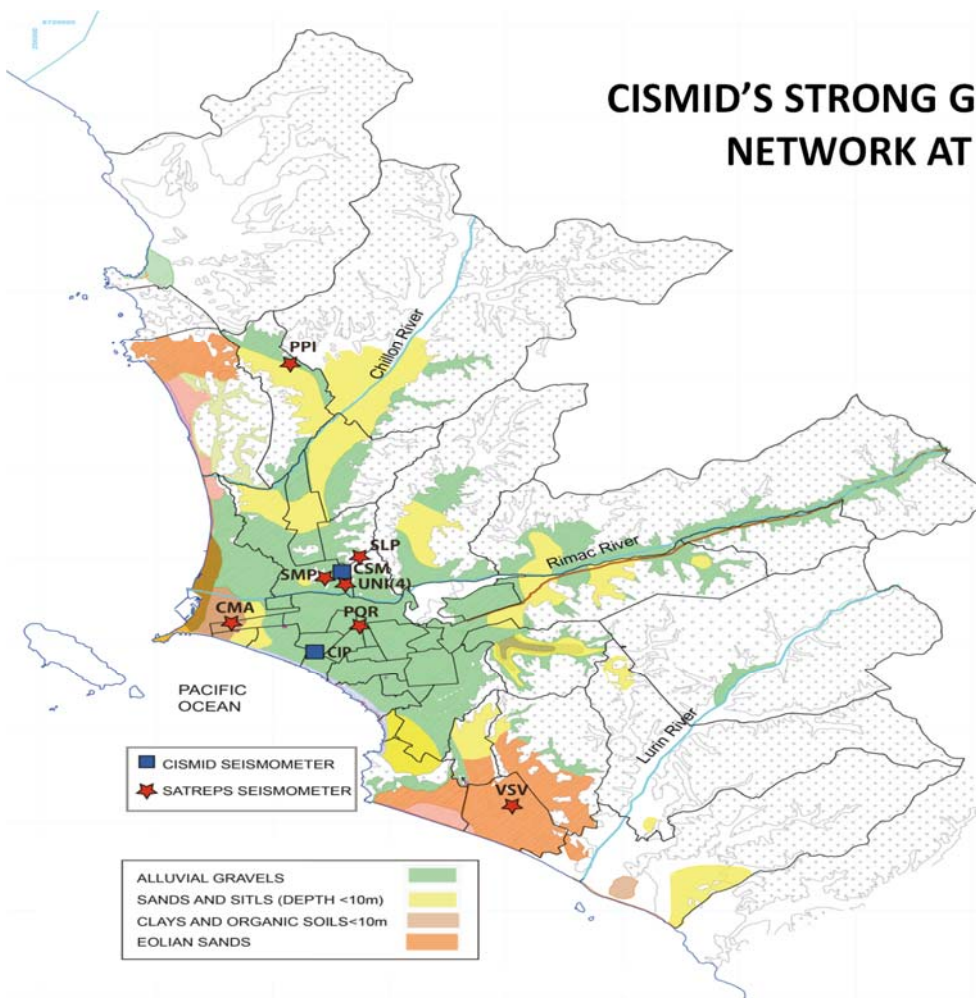 CISMID'S STRONG G
NETWORK AT
PPI
Chillon River
SLP
CSM
SMP
UNI(4)
Rimac River
CMA
PQR
CIP
PACIFIC
OCEAN
Lurin River
CISMID SEISMOMETER
SATREPS SEISMOMETER
VSV
ALLUVIAL GRAVELS
SANDS AND SITLS (DEPTH <10m)
CLAYS AND ORGANIC SOILS<10m
EOLIAN SANDS